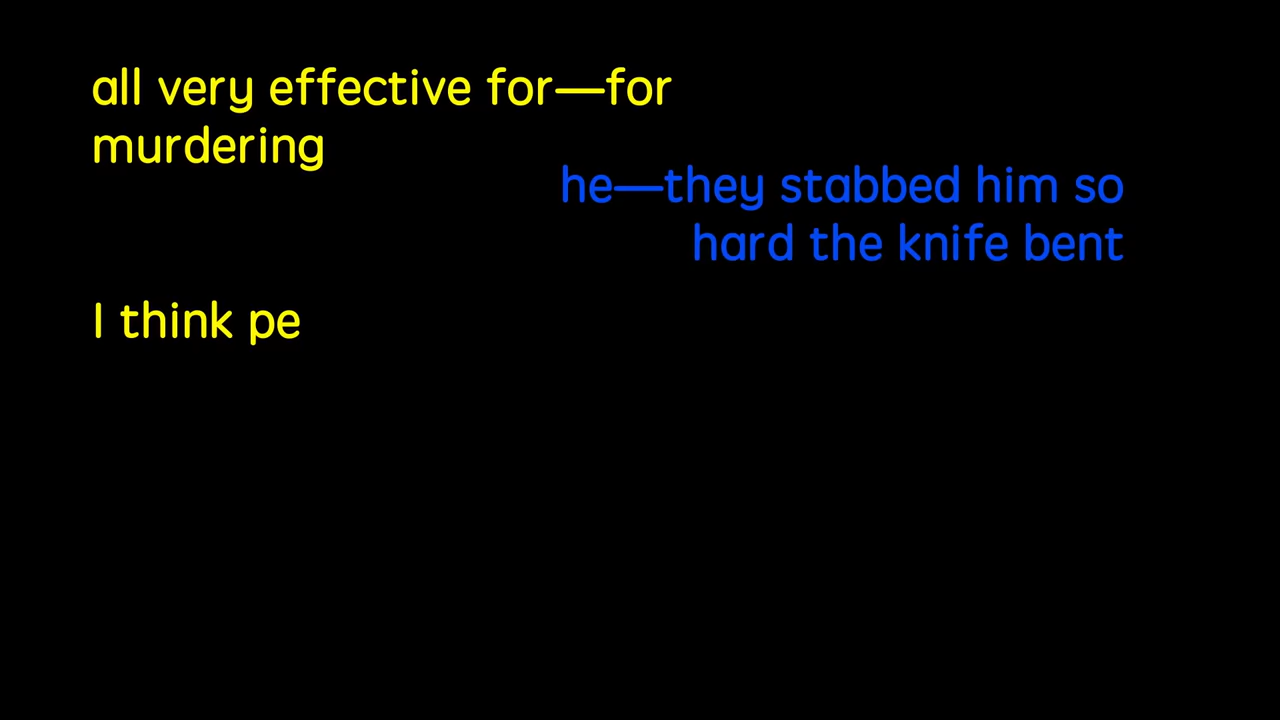 all very effective for—for
murdering
he—they stabbed him so
hard the knife bent
I think pe